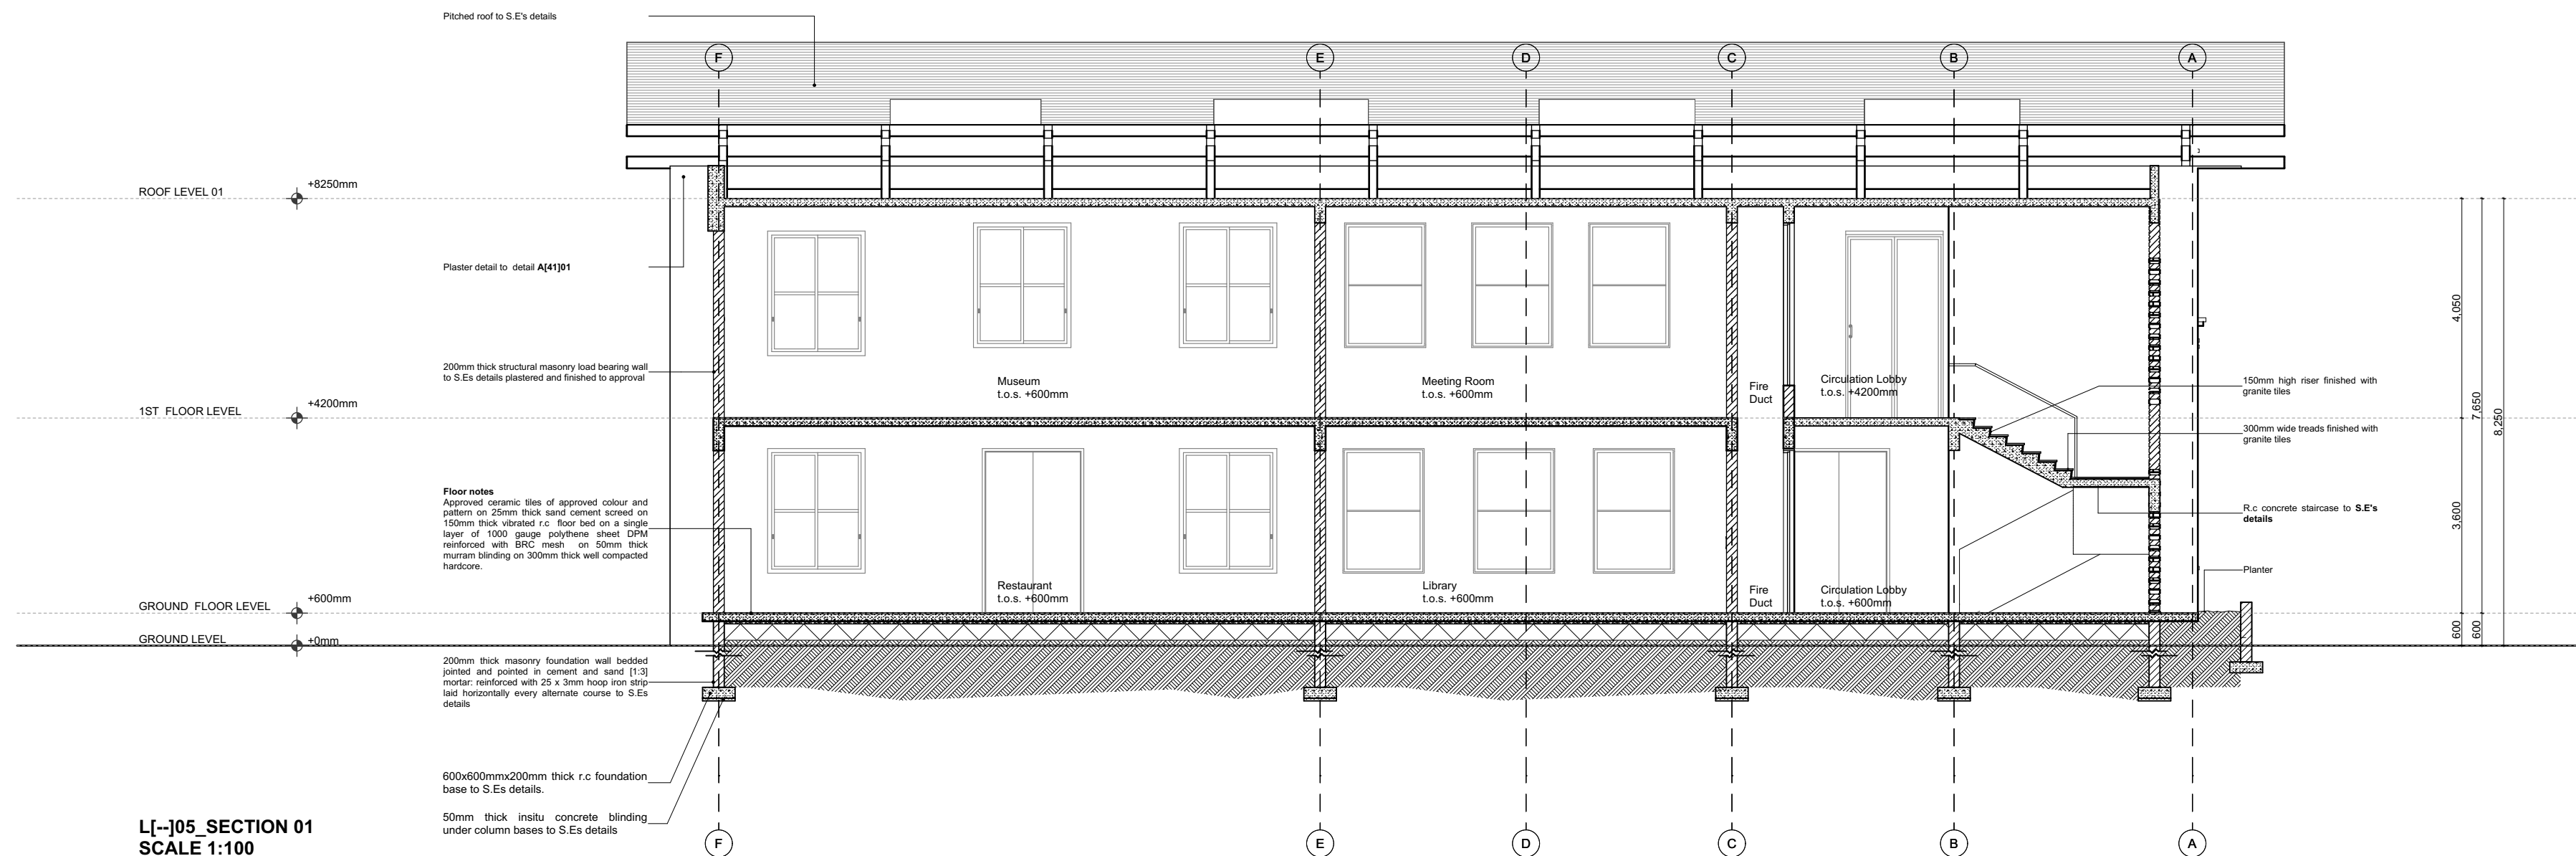 Pitched roof to S.E's details
F
E
D
C
B
A
ROOF LEVEL 01
+8250mm
Plaster detail to detail A[41]01
200mm thick structural masonry load bearing wall
to S.Es details plastered and finished to approval
Museum
t.o.s. +600mm
Meeting Room
t.o.s. +600mm
Fire
Duct
Circulation Lobby
t.o.s. +4200mm
150mm high riser finished with
granite tiles
300mm wide treads finished with
granite tiles
1ST FLOOR LEVEL
+4200mm
4,050
7,650
8,250
3,600
600
600
Floor notes
Approved ceramic tiles of approved colour and
pattern on 25mm thick sand cement screed on
150mm thick vibrated r.c floor bed on a single
layer of 1000 gauge polythene sheet DPM
reinforced with BRC mesh on 50mm thick
murram blinding on 300mm thick well compacted
hardcore.
R.c concrete staircase to S.E's
details
Planter
Restaurant
t.o.s. +600mm
Library
t.o.s. +600mm
Fire
Duct
Circulation Lobby
t.o.s. +600mm
GROUND FLOOR LEVEL
+600mm
GROUND LEVEL
+0mm
200mm thick masonry foundation wall bedded
jointed and pointed in cement and sand [1:3]
mortar: reinforced with 25 x 3mm hoop iron strip
laid horizontally every alternate course to S.Es
details
600x600mmx200mm thick r.c foundation
base to S.Es details.
50mm thick insitu concrete blinding
under column bases to S.Es details
L[--]05_SECTION 01
SCALE 1:100
F
E
D
C
B
A